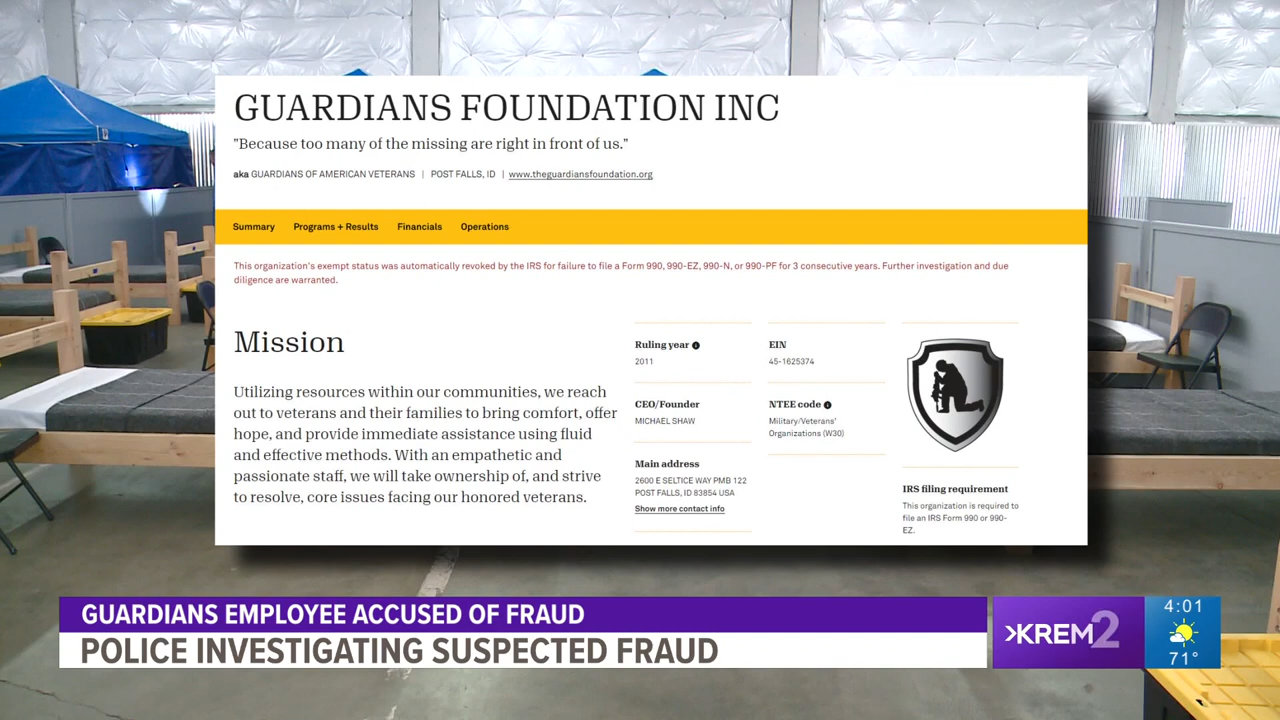 GUARDIANS FOUNDATION INC
"Because too many of the missing are right in front of us."
aka GUARDIANS OF AMERICAN VETERANS | POST FALLS, ID | www.theguardiansfoundation.org
Summary Programs + Results Financials Operations
This organization's exempt status was automatically revoked by the IRS for failure to file a Form 990, 990-EZ, 990-N, or 990-PF for 3 consecutive years. Further investigation and due
diligence are warranted.
Mission
Utilizing resources within our communities, we reach
out to veterans and their families to bring comfort, offer
hope, and provide immediate assistance using fluid
and effective methods. With an empathetic and
passionate staff, we will take ownership of, and strive
to resolve, core issues facing our honored veterans.
Ruling year
2011
CEO/Founder
MICHAEL SHAW
Main address
2600 E SELTICE WAY PMB 122
POST FALLS, ID 83854 USA
Show more contact info
EIN
45-1625374
NTEE code
Military/Veterans'
Organizations (W30)
IRS filing requirement
This organization is required to
file an IRS Form 990 or 990-
EZ.
GUARDIANS EMPLOYEE ACCUSED OF FRAUD
POLICE INVESTIGATING SUSPECTED FRAUD
KREM2
4:01
71°